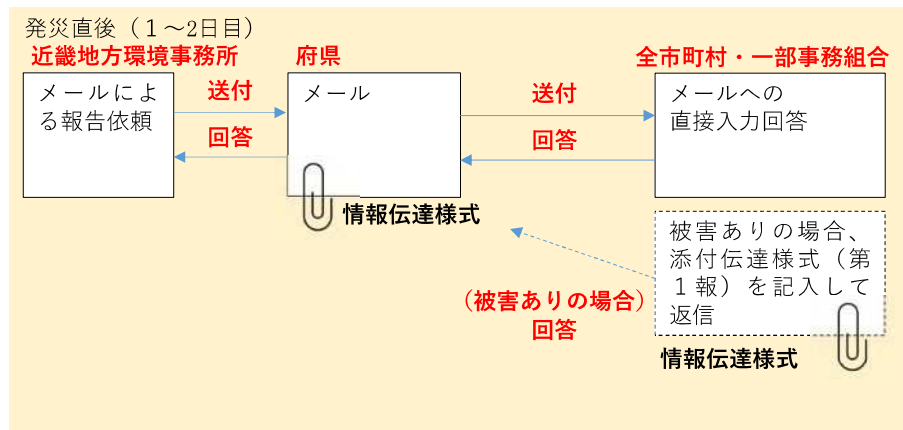 発災直後（１～2日目）
近畿地方環境事務所
府県
全市町村・一部事務組合
メールによ
る報告依頼
送付
回答
メール
送付
回答
メールへの
直接入力回答
情報伝達様式
被害ありの場合、
添付伝達様式（第
１報）を記入して
返信
（被害ありの場合）
回答
情報伝達様式